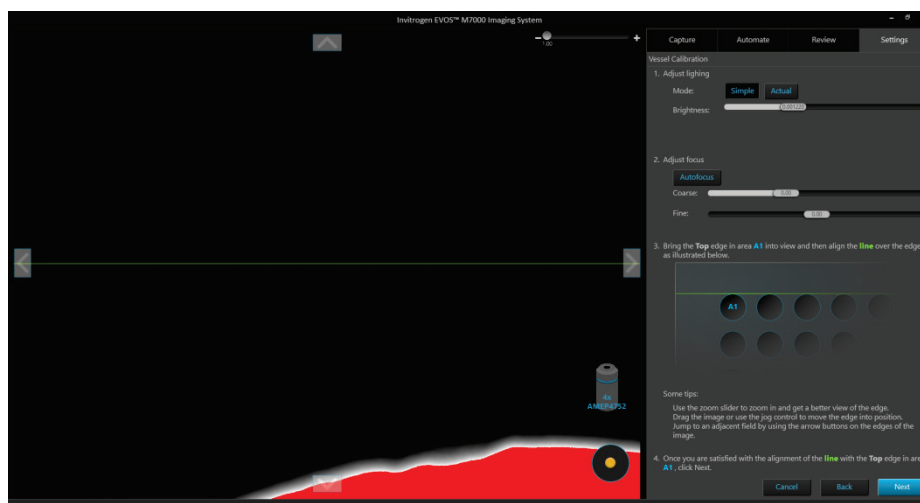 Invitrogen EVOS™ M7000 Imaging System
1.00
Capture Automate Review Settings
Vessel Calibration
1. Adjust lighing
Mode: Simple Actual
Brightness:
2. Adjust focus
Autofocus
Coarse: 0.00
Fine: 0.00
3. Bring the Top edge in area A1 into view and then align the line over the edge
as illustrated below.
A1
4x
AMEP4752
Some tips:
Use the zoom slider to zoom in and get a better view of the edge.
Drag the image or use the jog control to move the edge into position.
Jump to an adjacent field by using the arrow buttons on the edges of the
image.
4. Once you are satisfied with the alignment of the line with the Top edge in are
A1 , click Next.
Cancel Back Next